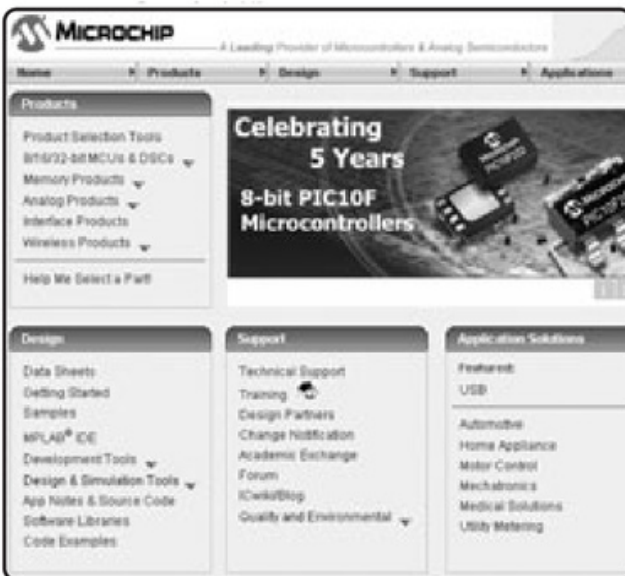 MICROCHIP
A Leading Provider of Microcontrollers & Analog Semiconductors
Home Products Design Support Applications
Products
Product Selection Tools
8/16/32-bit MCUs & DSCs
Memory Products
Analog Products
Interface Products
Wireless Products
Help Me Select a Part!
Celebrating
5 Years
8-bit PIC10F
Microcontrollers
MICROCHIP
Design
Data Sheets
Getting Started
Samples
MPLAB® IDE
Development Tools
Design & Simulation Tools
App Notes & Source Code
Software Libraries
Code Examples
Support
Technical Support
Training
Design Partners
Change Notification
Academic Exchange
Forum
ICwiki/Blog
Quality and Environmental
Application Solutions
Featured:
USB
Automotive
Home Appliance
Motor Control
Mechatronics
Medical Solutions
Utility Metering